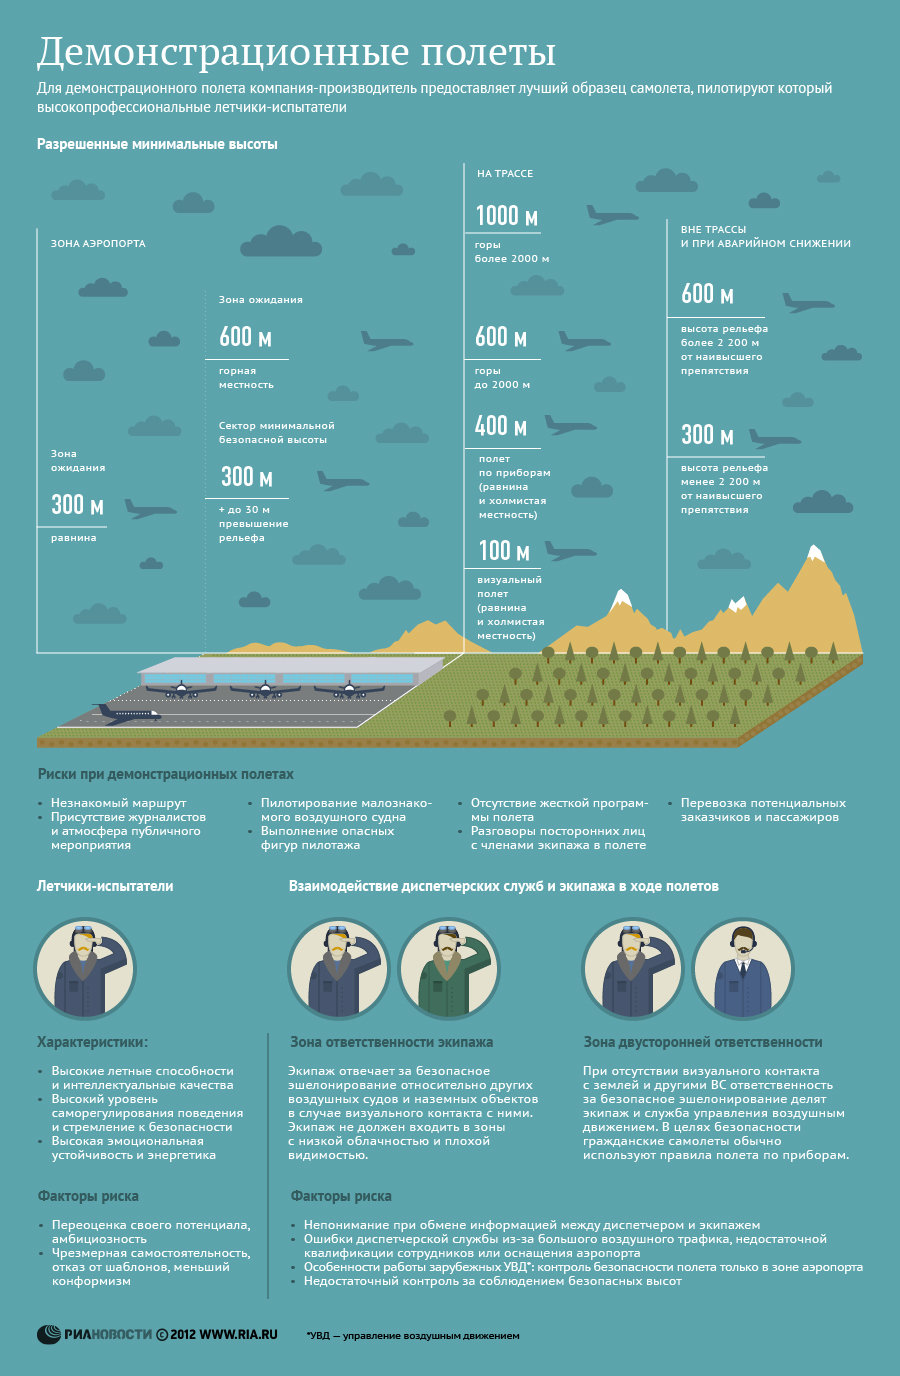 Демонстрационные полеты
Для демонстрационного полета компания-производитель предоставляет лучший образец самолета, пилотируют который
высокопрофессиональные летчики-испытатели
Разрешенные минимальные высоты
ЗОНА АЭРОПОРТА
Зона
ожидания
300 м
равнина
Зона ожидания
600 м
горная
местность
Сектор минимальной
безопасной высоты
300 м
+ до 30 м
превышение
рельефа
НА ТРАССЕ
1000 м
горы
более 2000 м
600 м
горы
до 2000 м
400 м
полет
по приборам
(равнина
и холмистая
местность)
100 м
визуальный
полет
(равнина
и холмистая
местность)
ВНЕ ТРАССЫ
И ПРИ АВАРИЙНОМ СНИЖЕНИИ
600 м
высота рельефа
более 2 200 м
от наивысшего
препятствия
300 м
высота рельефа
менее 2 200 м
от наивысшего
препятствия
Риски при демонстрационных полетах
• Незнакомый маршрут
• Присутствие журналистов
и атмосфера публичного
мероприятия
• Пилотирование малознако-
мого воздушного судна
• Выполнение опасных
фигур пилотажа
• Отсутствие жесткой програм-
мы полета
• Разговоры посторонних лиц
с членами экипажа в полете
• Перевозка потенциальных
заказчиков и пассажиров
Летчики-испытатели
Характеристики:
• Высокие летные способности
и интеллектуальные качества
• Высокий уровень
саморегулирования поведения
и стремление к безопасности
• Высокая эмоциональная
устойчивость и энергетика
Факторы риска
• Переоценка своего потенциала,
амбициозность
• Чрезмерная самостоятельность,
отказ от шаблонов, меньший
конформизм
Взаимодействие диспетчерских служб и экипажа в ходе полетов
Зона ответственности экипажа
Экипаж отвечает за безопасное
эшелонирование относительно других
воздушных судов и наземных объектов
в случае визуального контакта с ними.
Экипаж не должен входить в зоны
с низкой облачностью и плохой
видимостью.
Зона двусторонней ответственности
При отсутствии визуального контакта
с землей и другими ВС ответственность
за безопасное эшелонирование делят
экипаж и служба управления воздушным
движением. В целях безопасности
гражданские самолеты обычно
используют правила полета по приборам.
Факторы риска
• Непонимание при обмене информацией между диспетчером и экипажем
• Ошибки диспетчерской службы из-за большого воздушного трафика, недостаточной
квалификации сотрудников или оснащения аэропорта
• Особенности работы зарубежных УВД*: контроль безопасности полета только в зоне аэропорта
• Недостаточный контроль за соблюдением безопасных высот
РИАНОВОСТИ © 2012 WWW.RIA.RU
*УВД — управление воздушным движением